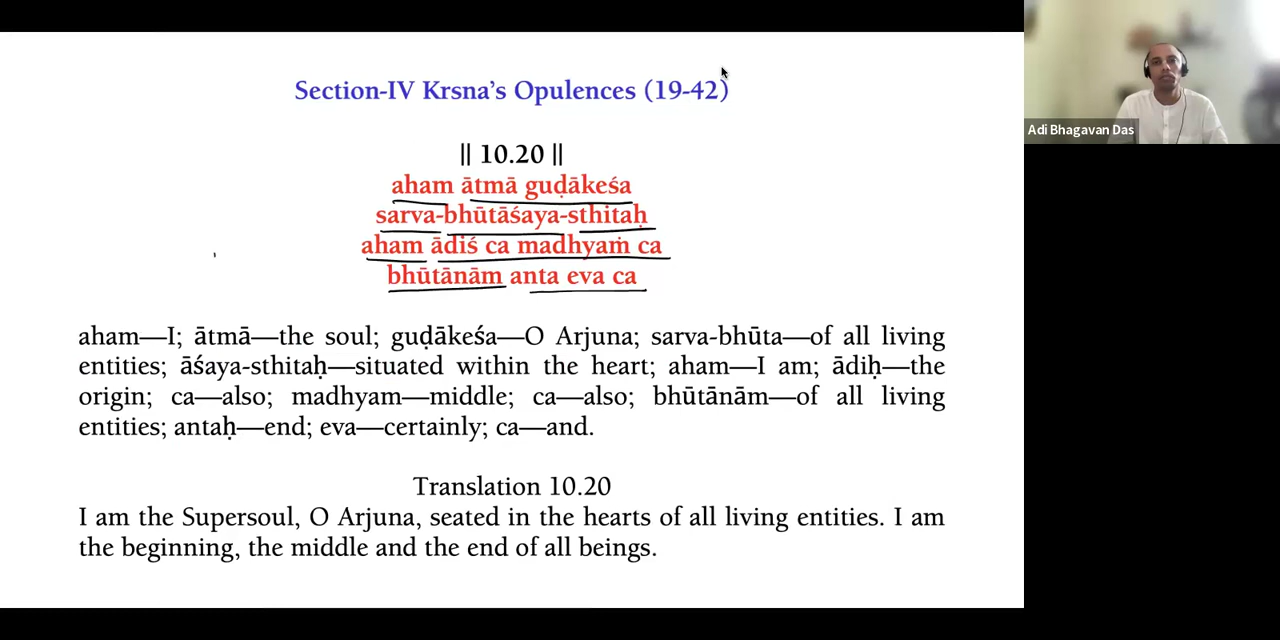 Section-IV Krsna's Opulences (19-42)
|| 10.20 ||
aham ātmā guḍākeśa
sarva-bhūtāśaya-sthitaḥ
aham ādiś ca madhyaṁ ca
bhūtānām anta eva ca
aham—I; ātmā—the soul; guḍākeśa—O Arjuna; sarva-bhūta—of all living
entities; āśaya-sthitaḥ—situated within the heart; aham—I am; ādiḥ—the
origin; ca—also; madhyam—middle; ca—also; bhūtānām—of all living
entities; antaḥ—end; eva—certainly; ca—and.
Translation 10.20
I am the Supersoul, O Arjuna, seated in the hearts of all living entities. I am
the beginning, the middle and the end of all beings.
Adi Bhagavan Das